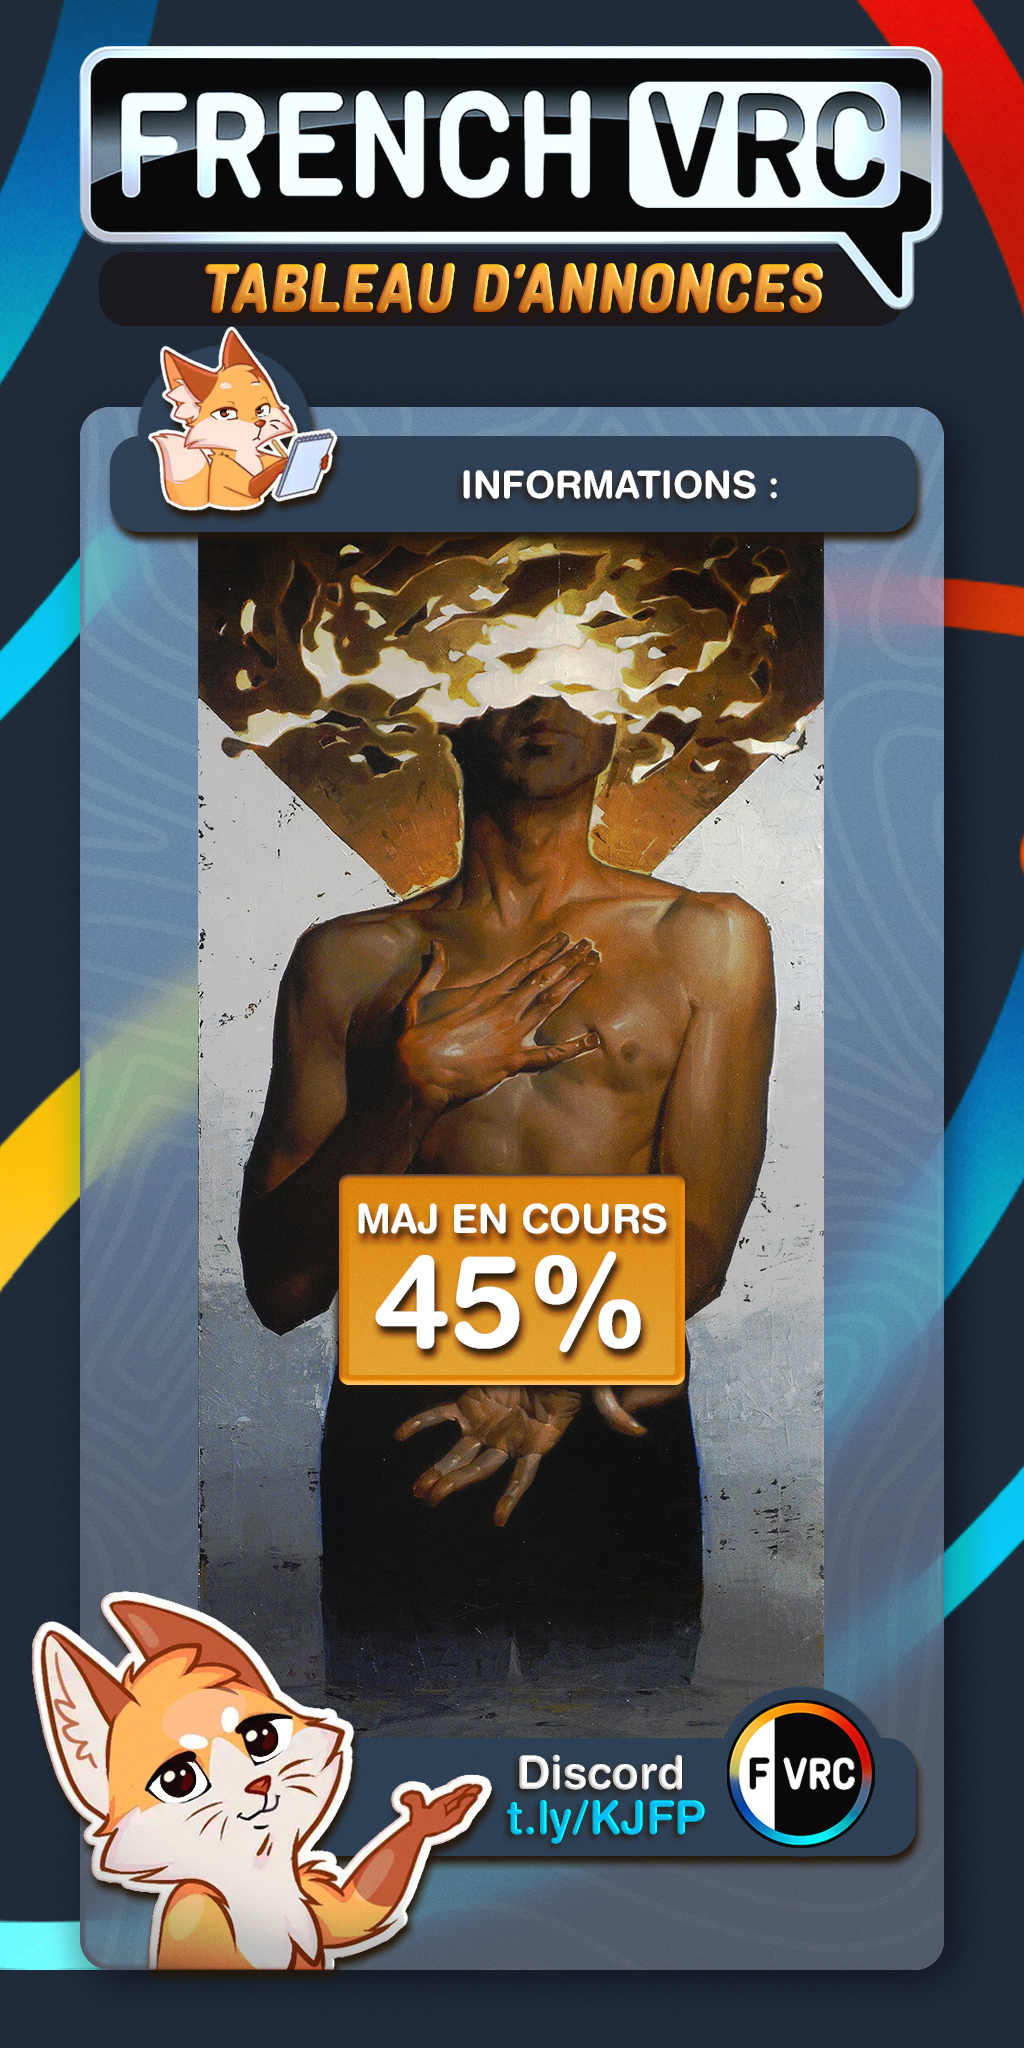 FRENCH VRC
TABLEAU D'ANNONCES
INFORMATIONS :
MAJ EN COURS
45%
Discord
t.ly/KJFP
F VRC